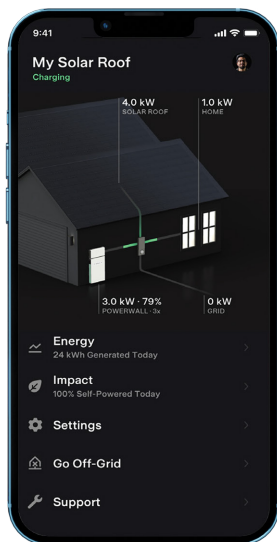 9:41
My Solar Roof
Charging
4.0 kW
SOLAR ROOF
1.0 kW
HOME
3.0 kW · 79%
POWERWALL · 3x
0 kW
GRID
Energy
24 kWh Generated Today
Impact
100% Self-Powered Today
Settings
Go Off-Grid
Support